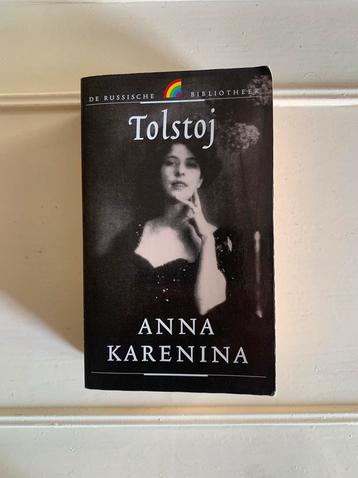 DE RUSSISCHE BIBLIOTHEEK
Tolstoj
ANNA
KARENINA